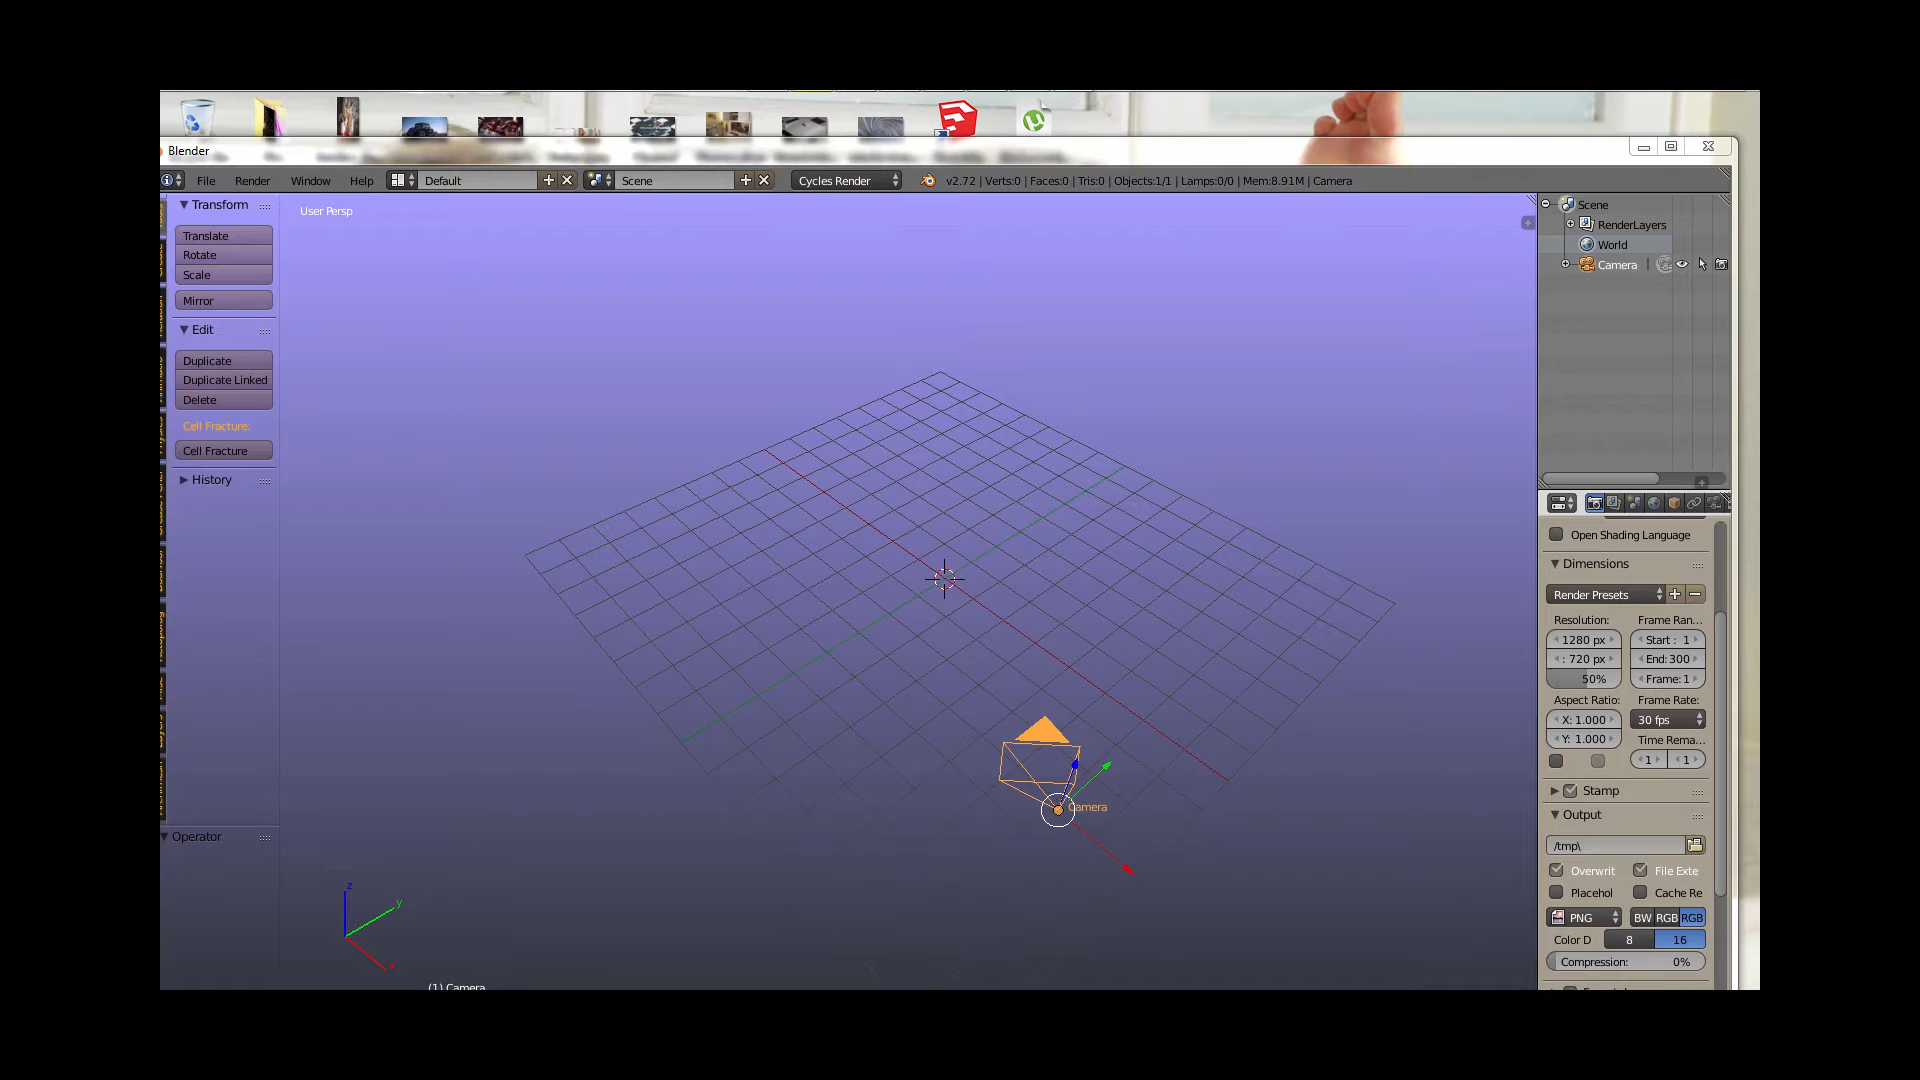 Blender
File Render Window Help Default Scene Cycles Render v2.72 | Verts:0 | Faces:0 | Tris:0 | Objects:1/1 | Lamps:0/0 | Mem:8.91M | Camera
Transform
Translate
Rotate
Scale
Mirror
Edit
Duplicate
Duplicate Linked
Delete
Cell Fracture:
Cell Fracture
History
Operator
User Persp
Camera
z
y
x
(1) Camera
Scene
RenderLayers
World
Camera
Open Shading Language
Dimensions
Render Presets
Resolution: Frame Ran...
1280 px Start : 1
: 720 px End: 300
50% Frame: 1
Aspect Ratio: Frame Rate:
X: 1.000 30 fps
Y: 1.000 Time Rema...
1 1
Stamp
Output
/tmp\
Overwrit File Exte
Placehol Cache Re
PNG BW RGB RGB
Color D 8 16
Compression: 0%